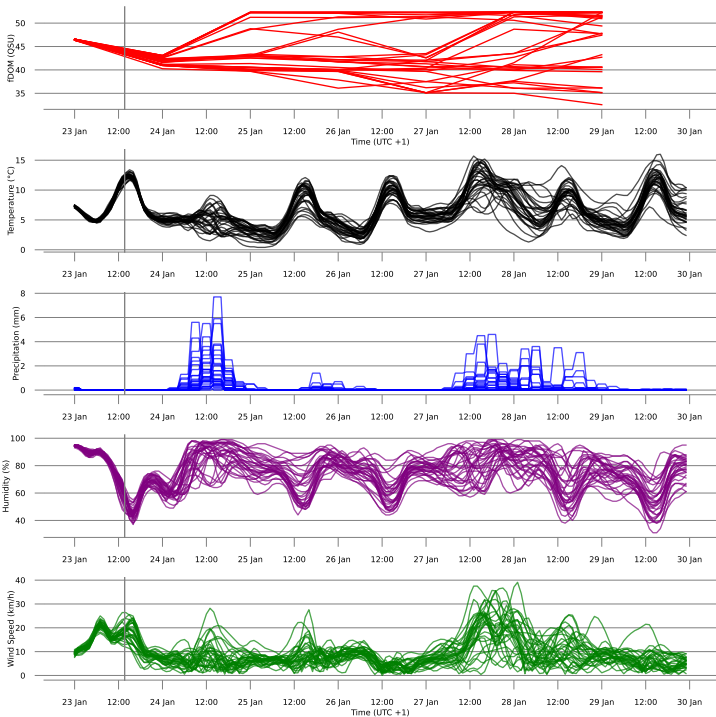 fDOM (QSU)
50
45
40
35
23 Jan 12:00 24 Jan 12:00 25 Jan 12:00 26 Jan 12:00 27 Jan 12:00 28 Jan 12:00 29 Jan 12:00 30 Jan
Time (UTC +1)
Temperature (°C)
15
10
5
0
23 Jan 12:00 24 Jan 12:00 25 Jan 12:00 26 Jan 12:00 27 Jan 12:00 28 Jan 12:00 29 Jan 12:00 30 Jan
Precipitation (mm)
8
6
4
2
0
23 Jan 12:00 24 Jan 12:00 25 Jan 12:00 26 Jan 12:00 27 Jan 12:00 28 Jan 12:00 29 Jan 12:00 30 Jan
Humidity (%)
100
80
60
40
23 Jan 12:00 24 Jan 12:00 25 Jan 12:00 26 Jan 12:00 27 Jan 12:00 28 Jan 12:00 29 Jan 12:00 30 Jan
Wind Speed (km/h)
40
30
20
10
0
23 Jan 12:00 24 Jan 12:00 25 Jan 12:00 26 Jan 12:00 27 Jan 12:00 28 Jan 12:00 29 Jan 12:00 30 Jan
Time (UTC +1)